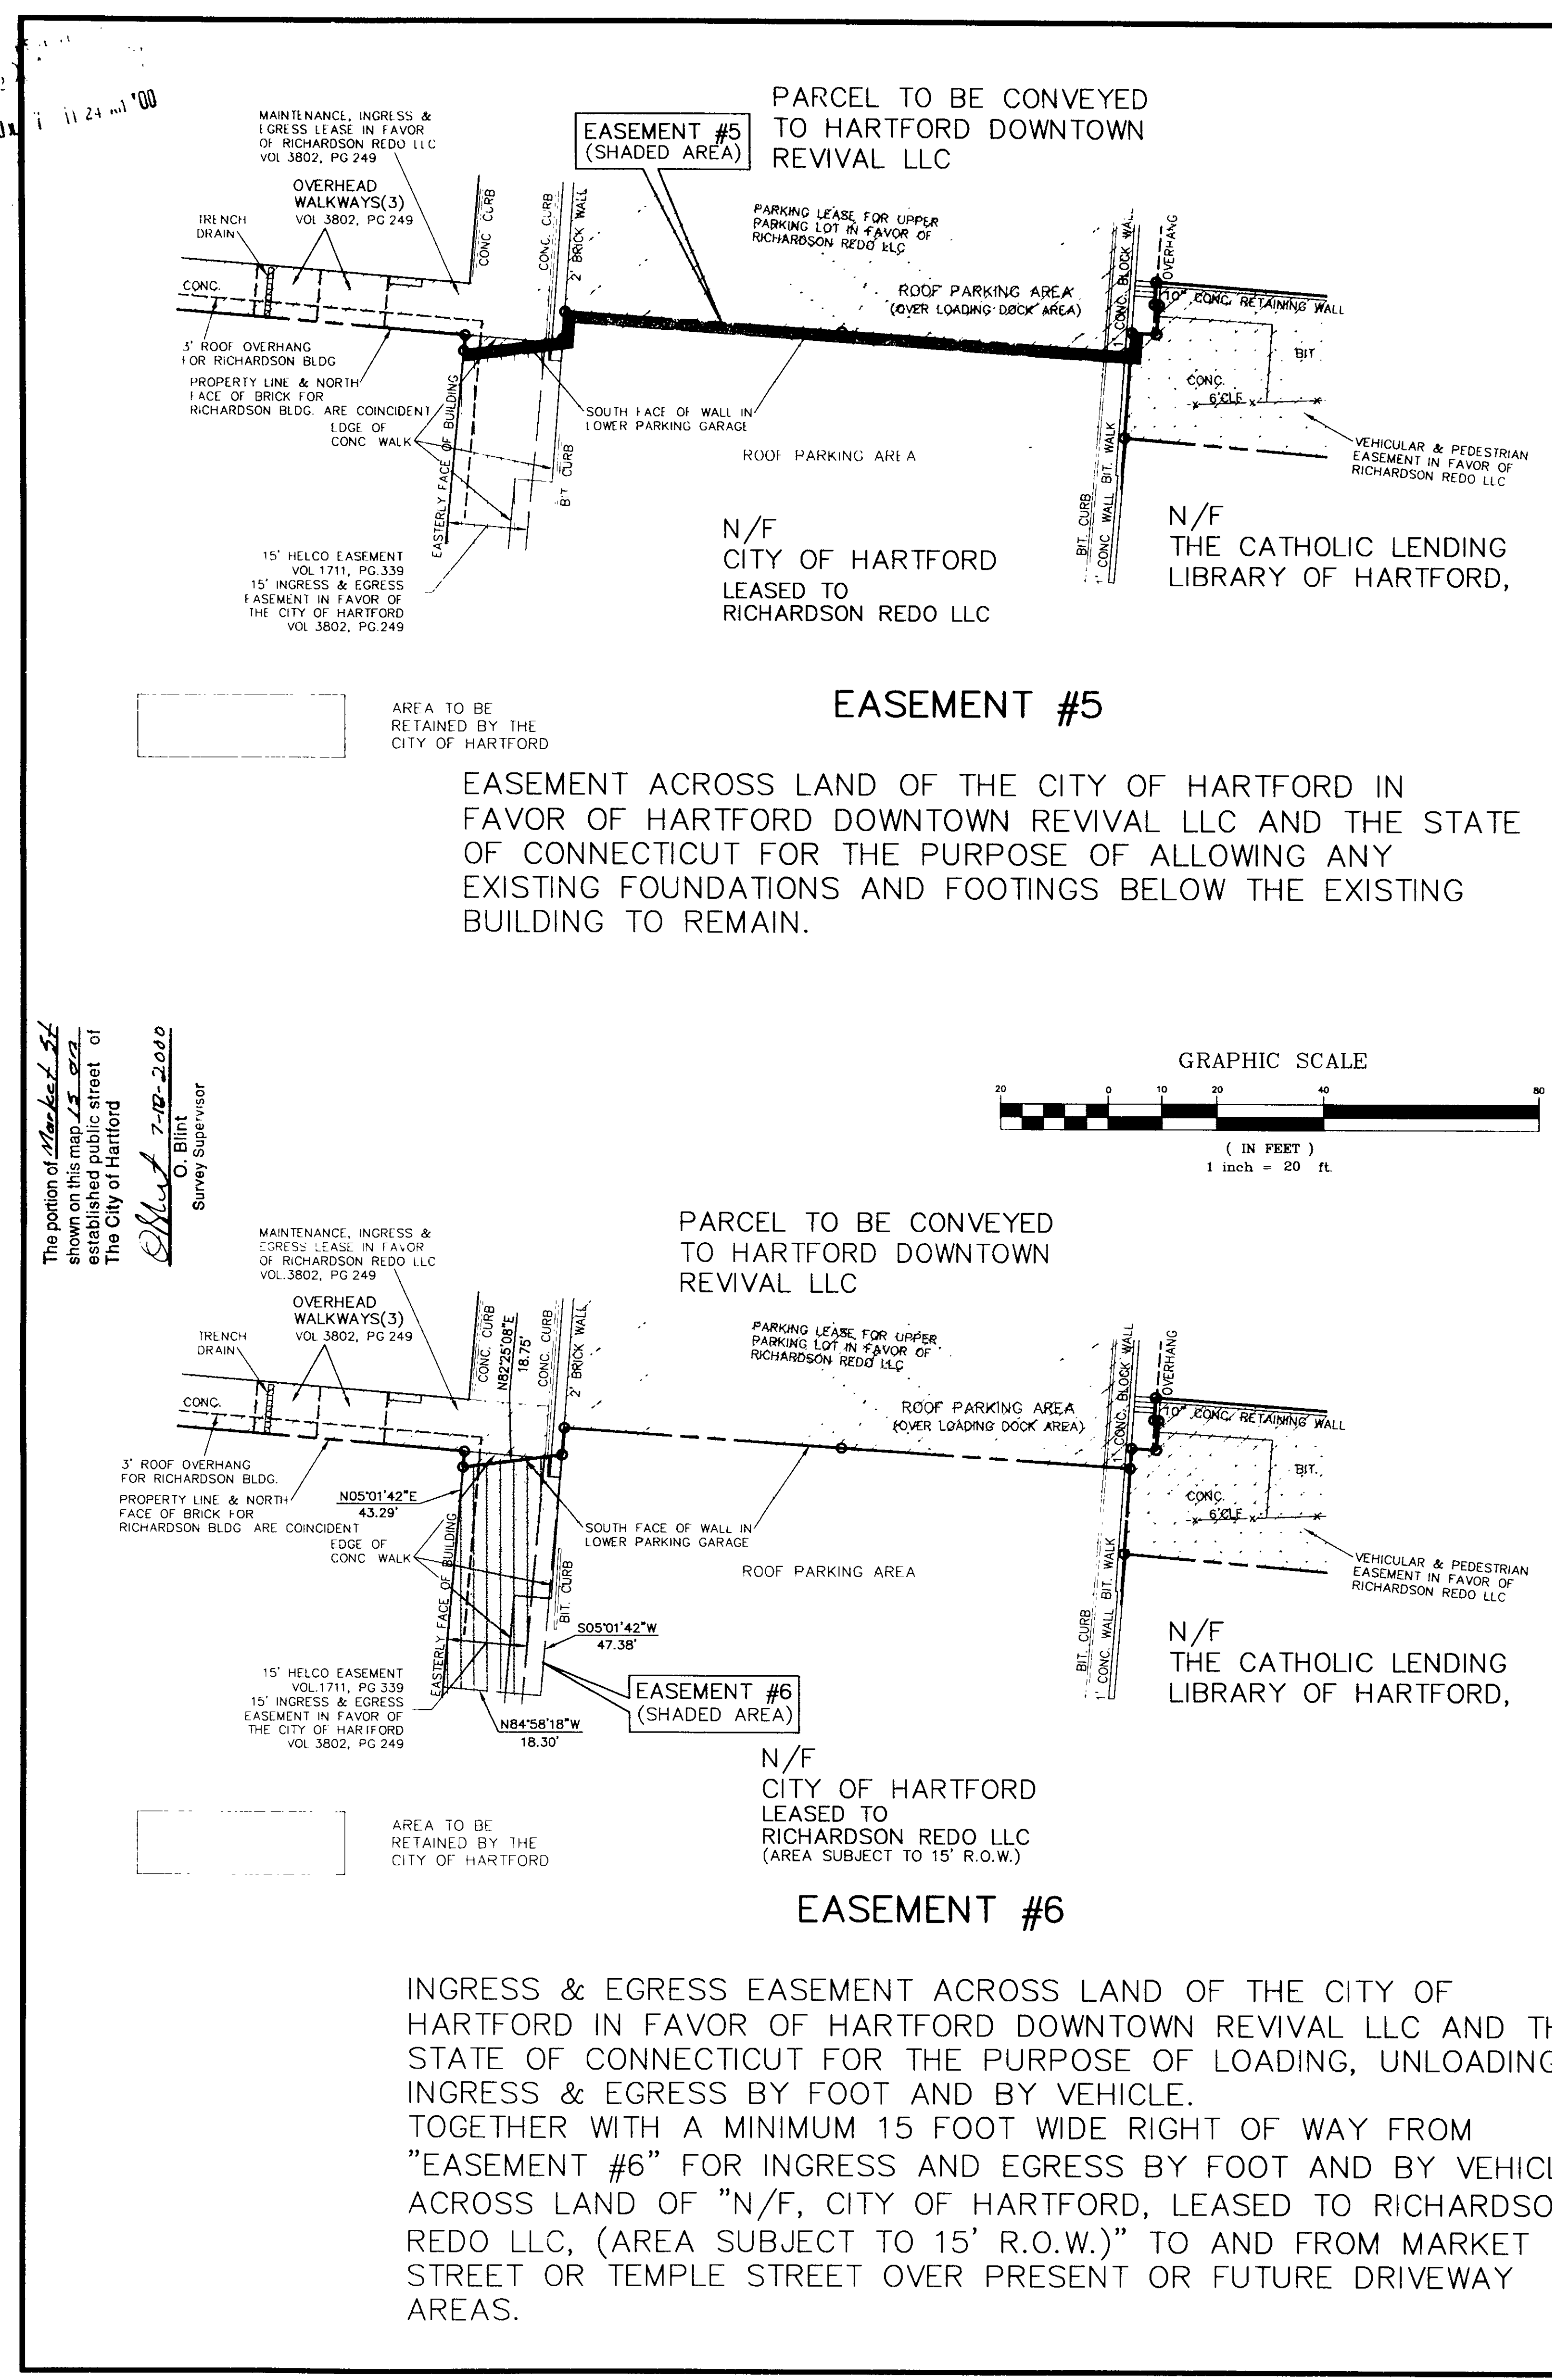 11 24 '00
MAINTENANCE, INGRESS &
EGRESS LEASE IN FAVOR
OF RICHARDSON REDO LLC
VOL 3802, PG 249
OVERHEAD
WALKWAYS(3)
VOL 3802, PG 249
TRENCH
DRAIN
CONC.
3' ROOF OVERHANG
FOR RICHARDSON BLDG
PROPERTY LINE & NORTH
FACE OF BRICK FOR
RICHARDSON BLDG. ARE COINCIDENT
EDGE OF
CONC WALK
EASTERLY FACE OF BUILDING
CONC CURB
CONC. CURB
2' BRICK WALL
BIT CURB
EASEMENT #5
(SHADED AREA)
PARCEL TO BE CONVEYED
TO HARTFORD DOWNTOWN
REVIVAL LLC
PARKING LEASE FOR UPPER
PARKING LOT IN FAVOR OF
RICHARDSON REDO LLC
ROOF PARKING AREA
(OVER LOADING DOCK AREA)
SOUTH FACE OF WALL IN
LOWER PARKING GARAGE
ROOF PARKING AREA
1' CONC. BLOCK WALL
OVERHANG
10" CONC. RETAINING WALL
BIT
CONC.
6'CLF
VEHICULAR & PEDESTRIAN
EASEMENT IN FAVOR OF
RICHARDSON REDO LLC
BIT. CURB
1' CONC WALL BIT. WALK
15' HELCO EASEMENT
VOL 1711, PG.339
15' INGRESS & EGRESS
EASEMENT IN FAVOR OF
THE CITY OF HARTFORD
VOL 3802, PG.249
N/F
CITY OF HARTFORD
LEASED TO
RICHARDSON REDO LLC
N/F
THE CATHOLIC LENDING
LIBRARY OF HARTFORD,
AREA TO BE
RETAINED BY THE
CITY OF HARTFORD
EASEMENT #5
EASEMENT ACROSS LAND OF THE CITY OF HARTFORD IN
FAVOR OF HARTFORD DOWNTOWN REVIVAL LLC AND THE STATE
OF CONNECTICUT FOR THE PURPOSE OF ALLOWING ANY
EXISTING FOUNDATIONS AND FOOTINGS BELOW THE EXISTING
BUILDING TO REMAIN.
The portion of Market St
shown on this map is an
established public street of
The City of Hartford
7-10-2000
O. Blint
Survey Supervisor
GRAPHIC SCALE
20 0 10 20 40 80
( IN FEET )
1 inch = 20 ft.
MAINTENANCE, INGRESS &
EGRESS LEASE IN FAVOR
OF RICHARDSON REDO LLC
VOL.3802, PG 249
OVERHEAD
WALKWAYS(3)
VOL 3802, PG 249
TRENCH
DRAIN
CONC.
3' ROOF OVERHANG
FOR RICHARDSON BLDG.
PROPERTY LINE & NORTH
FACE OF BRICK FOR
RICHARDSON BLDG ARE COINCIDENT
N05°01'42"E
43.29'
EDGE OF
CONC WALK
EASTERLY FACE OF BUILDING
CONC. CURB
N82°25'08"E
18.75'
CONC. CURB
2' BRICK WALL
BIT. CURB
PARCEL TO BE CONVEYED
TO HARTFORD DOWNTOWN
REVIVAL LLC
PARKING LEASE FOR UPPER
PARKING LOT IN FAVOR OF
RICHARDSON REDO LLC
ROOF PARKING AREA
(OVER LOADING DOCK AREA)
SOUTH FACE OF WALL IN
LOWER PARKING GARAGE
ROOF PARKING AREA
1' CONC. BLOCK WALL
OVERHANG
10" CONC. RETAINING WALL
BIT.
CONC.
6'CLF
VEHICULAR & PEDESTRIAN
EASEMENT IN FAVOR OF
RICHARDSON REDO LLC
BIT. CURB
1' CONC. WALL BIT. WALK
S05°01'42"W
47.38'
15' HELCO EASEMENT
VOL.1711, PG 339
15' INGRESS & EGRESS
EASEMENT IN FAVOR OF
THE CITY OF HARTFORD
VOL 3802, PG 249
N84°58'18"W
18.30'
EASEMENT #6
(SHADED AREA)
N/F
THE CATHOLIC LENDING
LIBRARY OF HARTFORD,
N/F
CITY OF HARTFORD
LEASED TO
RICHARDSON REDO LLC
(AREA SUBJECT TO 15' R.O.W.)
AREA TO BE
RETAINED BY THE
CITY OF HARTFORD
EASEMENT #6
INGRESS & EGRESS EASEMENT ACROSS LAND OF THE CITY OF
HARTFORD IN FAVOR OF HARTFORD DOWNTOWN REVIVAL LLC AND TH
STATE OF CONNECTICUT FOR THE PURPOSE OF LOADING, UNLOADING
INGRESS & EGRESS BY FOOT AND BY VEHICLE.
TOGETHER WITH A MINIMUM 15 FOOT WIDE RIGHT OF WAY FROM
"EASEMENT #6" FOR INGRESS AND EGRESS BY FOOT AND BY VEHICL
ACROSS LAND OF "N/F, CITY OF HARTFORD, LEASED TO RICHARDSO
REDO LLC, (AREA SUBJECT TO 15' R.O.W.)" TO AND FROM MARKET
STREET OR TEMPLE STREET OVER PRESENT OR FUTURE DRIVEWAY
AREAS.